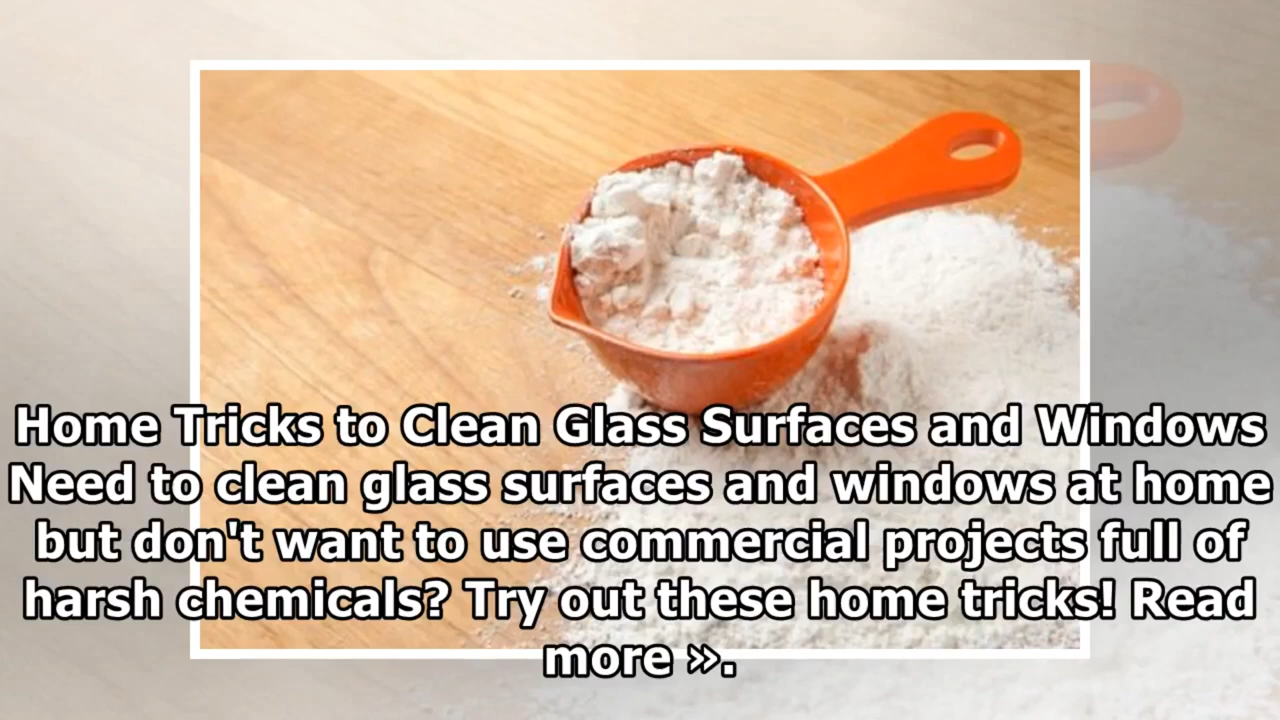 Home Tricks to Clean Glass Surfaces and Windows
Need to clean glass surfaces and windows at home
but don't want to use commercial projects full of
harsh chemicals? Try out these home tricks! Read
more ».